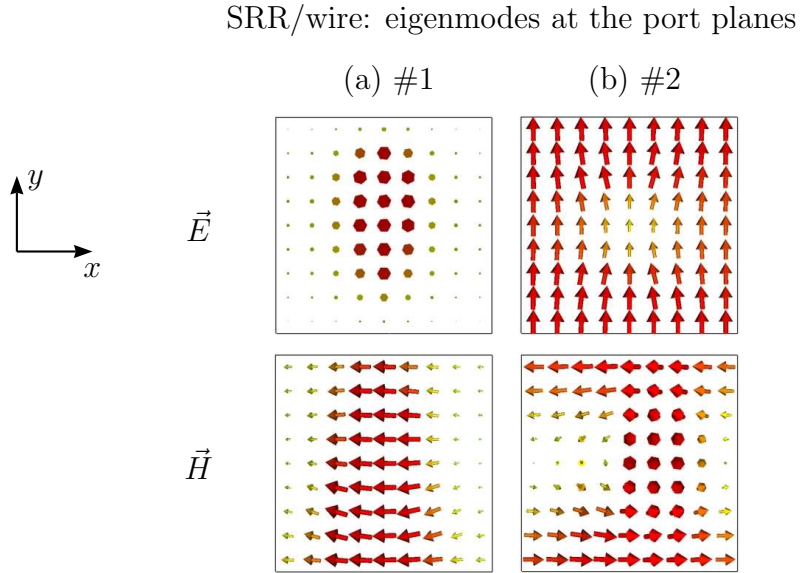 SRR/wire: eigenmodes at the port planes
(a) #1
(b) #2
y
x
E⃗
H⃗